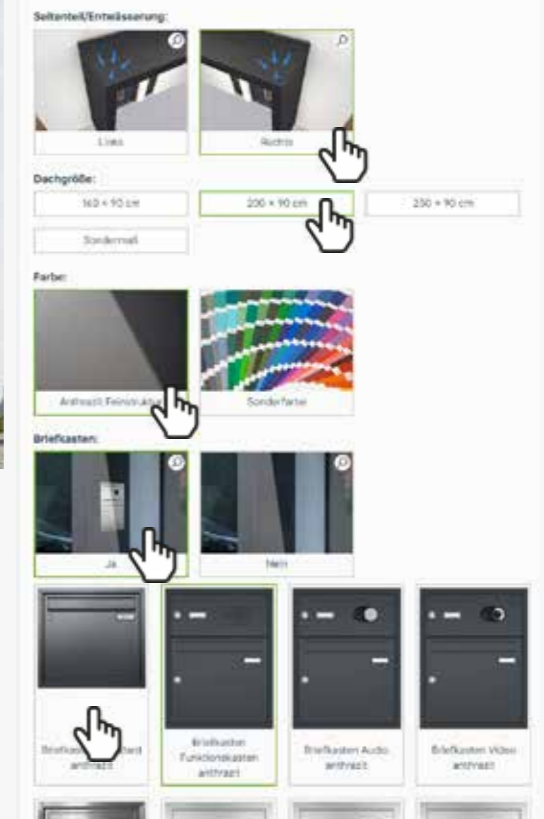 Seitenteil/Entwässerung:
Links
Rechts
Dachgröße:
160 × 90 cm
200 × 90 cm
250 × 90 cm
Sondermaß
Farbe:
Anthrazit Feinstruktur
Sonderfarbe
Briefkasten:
Ja
Nein
anthrazit
Briefkasten
Funktionskasten
anthrazit
Briefkasten Audio
anthrazit
Briefkasten Video
anthrazit